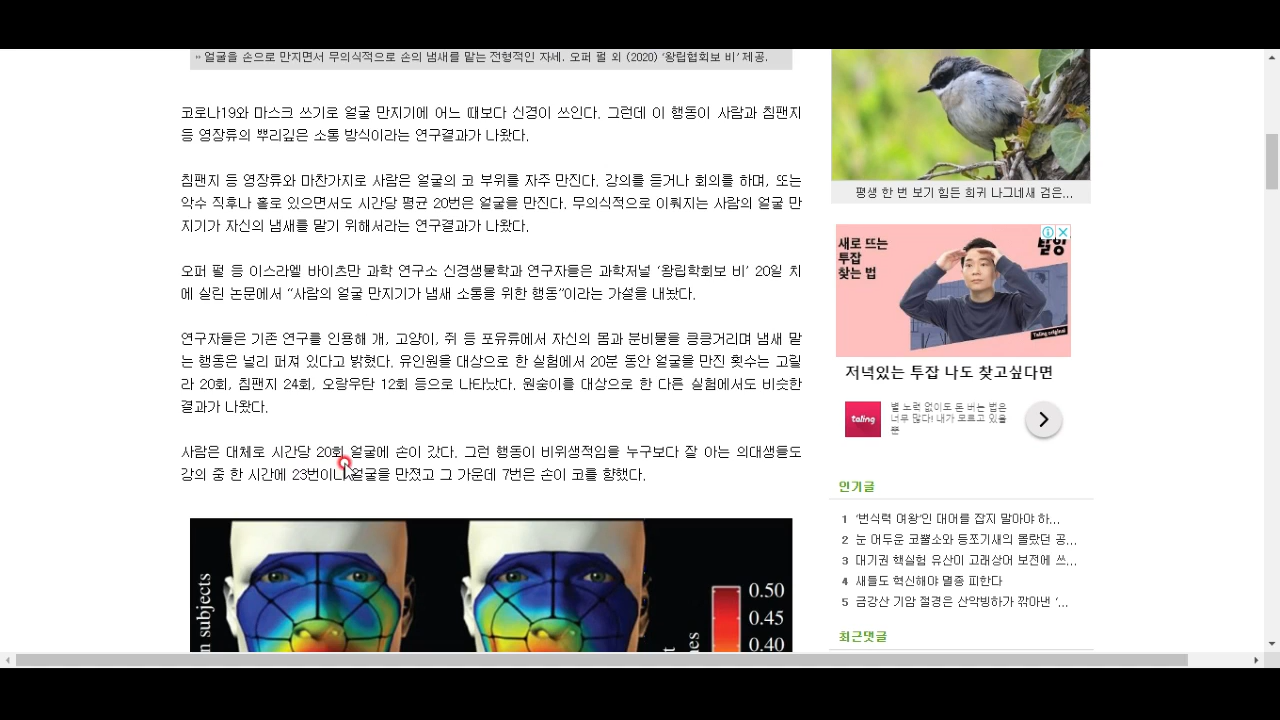 » 얼굴을 손으로 만지면서 무의식적으로 손의 냄새를 맡는 전형적인 자세. 오퍼 펄 외 (2020) ‘왕립협회보 비’ 제공.
코로나19와 마스크 쓰기로 얼굴 만지기에 어느 때보다 신경이 쓰인다. 그런데 이 행동이 사람과 침팬지
등 영장류의 뿌리깊은 소통 방식이라는 연구결과가 나왔다.
침팬지 등 영장류와 마찬가지로 사람은 얼굴의 코 부위를 자주 만진다. 강의를 듣거나 회의를 하며, 또는
악수 직후나 홀로 있으면서도 시간당 평균 20번은 얼굴을 만진다. 무의식적으로 이뤄지는 사람의 얼굴 만
지기가 자신의 냄새를 맡기 위해서라는 연구결과가 나왔다.
오퍼 펄 등 이스라엘 바이츠만 과학 연구소 신경생물학과 연구자들은 과학저널 ‘왕립학회보 비’ 20일 치
에 실린 논문에서 “사람의 얼굴 만지기가 냄새 소통을 위한 행동”이라는 가설을 내놨다.
연구자들은 기존 연구를 인용해 개, 고양이, 쥐 등 포유류에서 자신의 몸과 분비물을 킁킁거리며 냄새 맡
는 행동은 널리 퍼져 있다고 밝혔다. 유인원을 대상으로 한 실험에서 20분 동안 얼굴을 만진 횟수는 고릴
라 20회, 침팬지 24회, 오랑우탄 12회 등으로 나타났다. 원숭이를 대상으로 한 다른 실험에서도 비슷한
결과가 나왔다.
사람은 대체로 시간당 20회 얼굴에 손이 갔다. 그런 행동이 비위생적임을 누구보다 잘 아는 의대생들도
강의 중 한 시간에 23번이나 얼굴을 만졌고 그 가운데 7번은 손이 코를 향했다.
n subjects
0.50
0.45
0.40
nes
평생 한 번 보기 힘든 희귀 나그네새 검은...
새로 뜨는
투잡
찾는 법
탈잉
Taling original
저녁있는 투잡 나도 찾고싶다면
taling
별 노력 없이도 돈 버는 법은
너무 많다! 내가 모르고 있을
뿐
인기글
1 ‘번식력 여왕’인 대어를 잡지 말아야 하...
2 눈 어두운 코뿔소와 등쪼기새의 몰랐던 공...
3 대기권 핵실험 유산이 고래상어 보전에 쓰...
4 새들도 혁신해야 멸종 피한다
5 금강산 기암 절경은 산악빙하가 깎아낸 ‘...
최근댓글